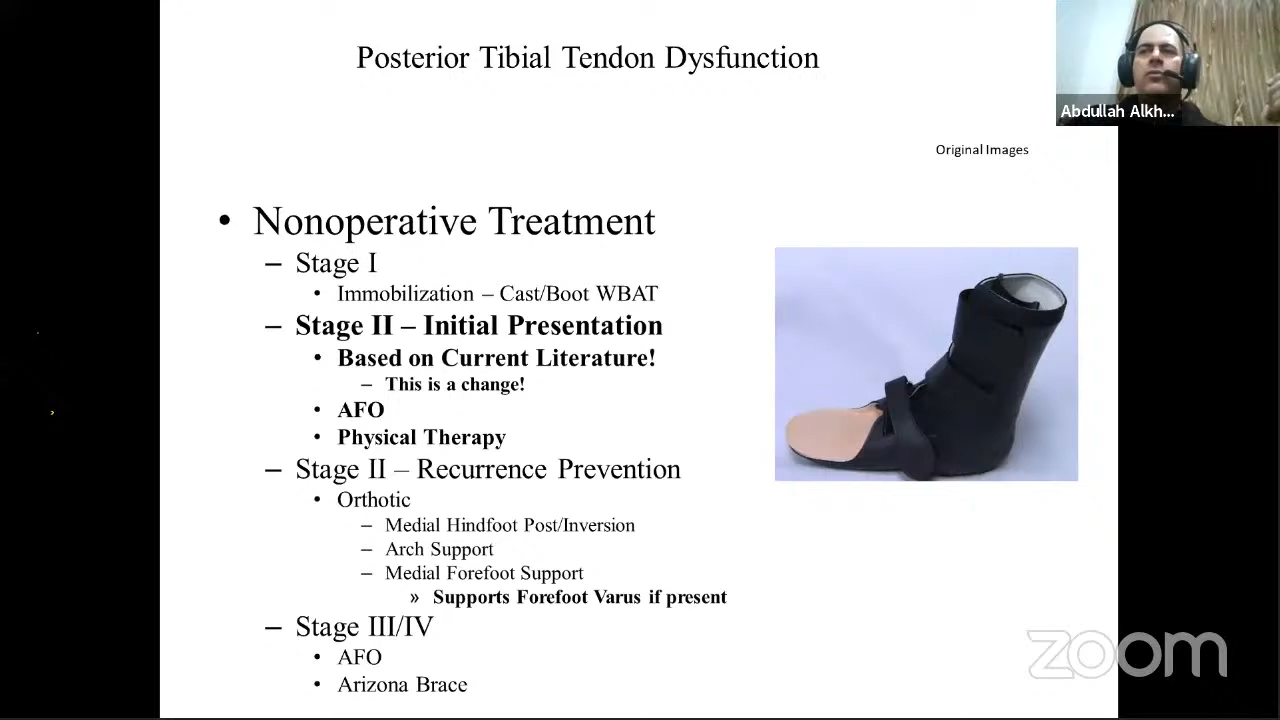 Posterior Tibial Tendon Dysfunction
Abdullah Alkh...
Original Images
• Nonoperative Treatment
– Stage I
• Immobilization – Cast/Boot WBAT
– Stage II – Initial Presentation
• Based on Current Literature!
– This is a change!
• AFO
• Physical Therapy
– Stage II – Recurrence Prevention
• Orthotic
– Medial Hindfoot Post/Inversion
– Arch Support
– Medial Forefoot Support
» Supports Forefoot Varus if present
– Stage III/IV
• AFO
• Arizona Brace
zoom